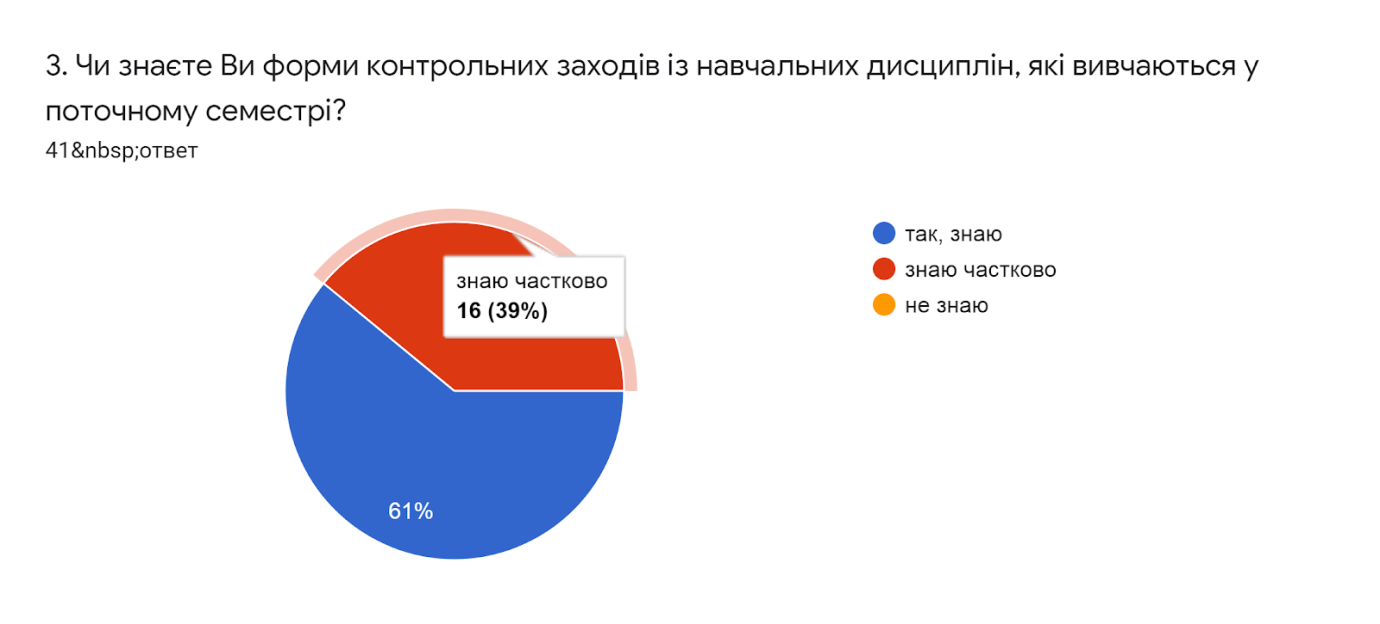 3. Чи знаєте Ви форми контрольних заходів із навчальних дисциплін, які вивчаються у
поточному семестрі?
41&nbsp;ответ
так, знаю
знаю частково
не знаю
знаю частково
16 (39%)
61%